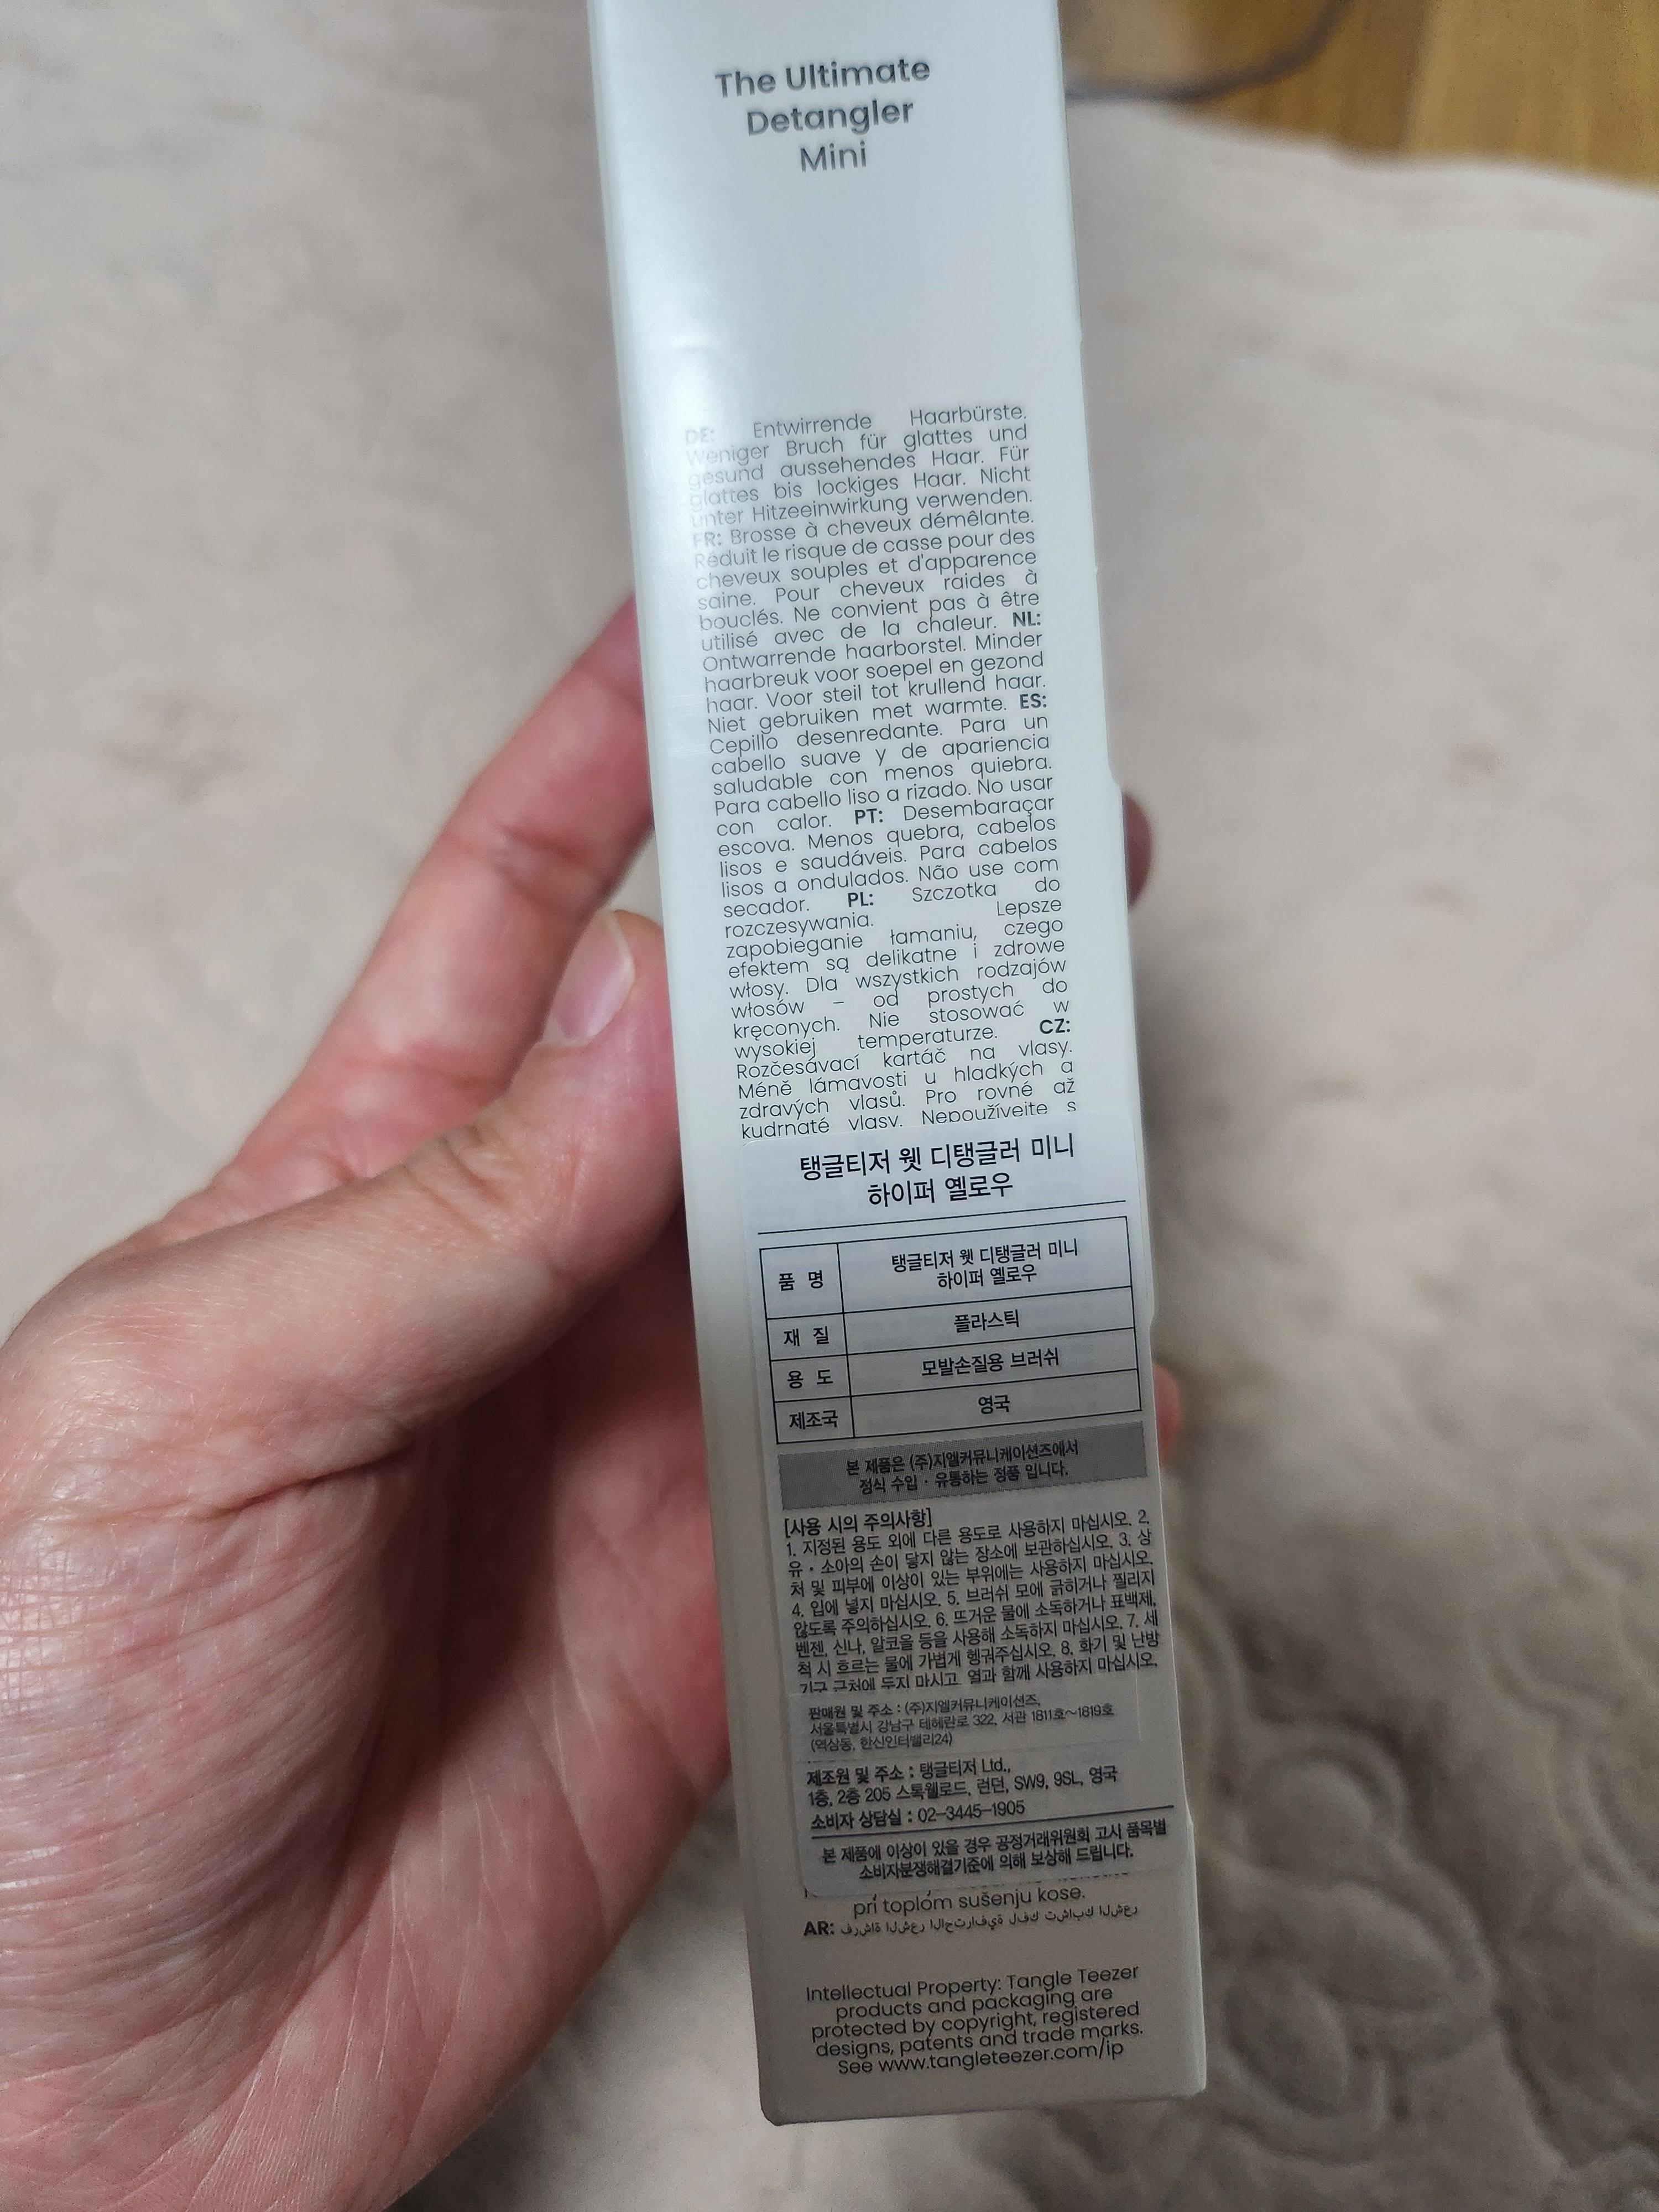 The Ultimate
Detangler
Mini
DE: Entwirrende Haarbürste.
Weniger Bruch für glattes und
gesund aussehendes Haar. Für
glattes bis lockiges Haar. Nicht
unter Hitzeeinwirkung verwenden.
FR: Brosse à cheveux démêlante.
Réduit le risque de casse pour des
cheveux souples et d'apparence
saine. Pour cheveux raides à
bouclés. Ne convient pas à être
utilisé avec de la chaleur. NL:
Ontwarrende haarborstel. Minder
haarbreuk voor soepel en gezond
haar. Voor steil tot krullend haar.
Niet gebruiken met warmte. ES:
Cepillo desenredante. Para un
cabello suave y de apariencia
saludable con menos quiebra.
Para cabello liso a rizado. No usar
con calor. PT: Desembaraçar
escova. Menos quebra, cabelos
lisos e saudáveis. Para cabelos
lisos a ondulados. Não use com
secador. PL: Szczotka do
rozczesywania. Lepsze
zapobieganie łamaniu, czego
efektem są delikatne i zdrowe
włosy. Dla wszystkich rodzajów
włosów – od prostych do
kręconych. Nie stosować w
wysokiej temperaturze. CZ:
Rozčesávací kartáč na vlasy.
Méně lámavosti u hladkých a
zdravých vlasů. Pro rovné až
kudrnaté vlasy. Nepoužívejte s
탱글티저 웻 디탱글러 미니
하이퍼 옐로우
품 명 탱글티저 웻 디탱글러 미니
하이퍼 옐로우
재 질 플라스틱
용 도 모발손질용 브러쉬
제조국 영국
본 제품은 (주)지엘커뮤니케이션즈에서
정식 수입 · 유통하는 정품 입니다.
[사용 시의 주의사항]
1. 지정된 용도 외에 다른 용도로 사용하지 마십시오. 2.
유 · 소아의 손이 닿지 않는 장소에 보관하십시오. 3. 상
처 및 피부에 이상이 있는 부위에는 사용하지 마십시오.
4. 입에 넣지 마십시오. 5. 브러쉬 모에 긁히거나 찔리지
않도록 주의하십시오. 6. 뜨거운 물에 소독하거나 표백제,
벤젠, 신나, 알코올 등을 사용해 소독하지 마십시오. 7. 세
척 시 흐르는 물에 가볍게 헹궈주십시오. 8. 화기 및 난방
기구 근처에 두지 마시고, 열과 함께 사용하지 마십시오.
판매원 및 주소 : (주)지엘커뮤니케이션즈,
서울특별시 강남구 테헤란로 322, 서관 1811호~1819호
(역삼동, 한신인터밸리24)
제조원 및 주소 : 탱글티저 Ltd.,
1층, 2층 205 스톡웰로드, 런던, SW9, 9SL, 영국
소비자 상담실 : 02-3445-1905
본 제품에 이상이 있을 경우 공정거래위원회 고시 품목별
소비자분쟁해결기준에 의해 보상해 드립니다.
pri toplom sušenju kose.
AR: فرشاة الشعر الاحترافية لفك تشابك الشعر
Intellectual Property: Tangle Teezer
products and packaging are
protected by copyright, registered
designs, patents and trade marks.
See www.tangleteezer.com/ip